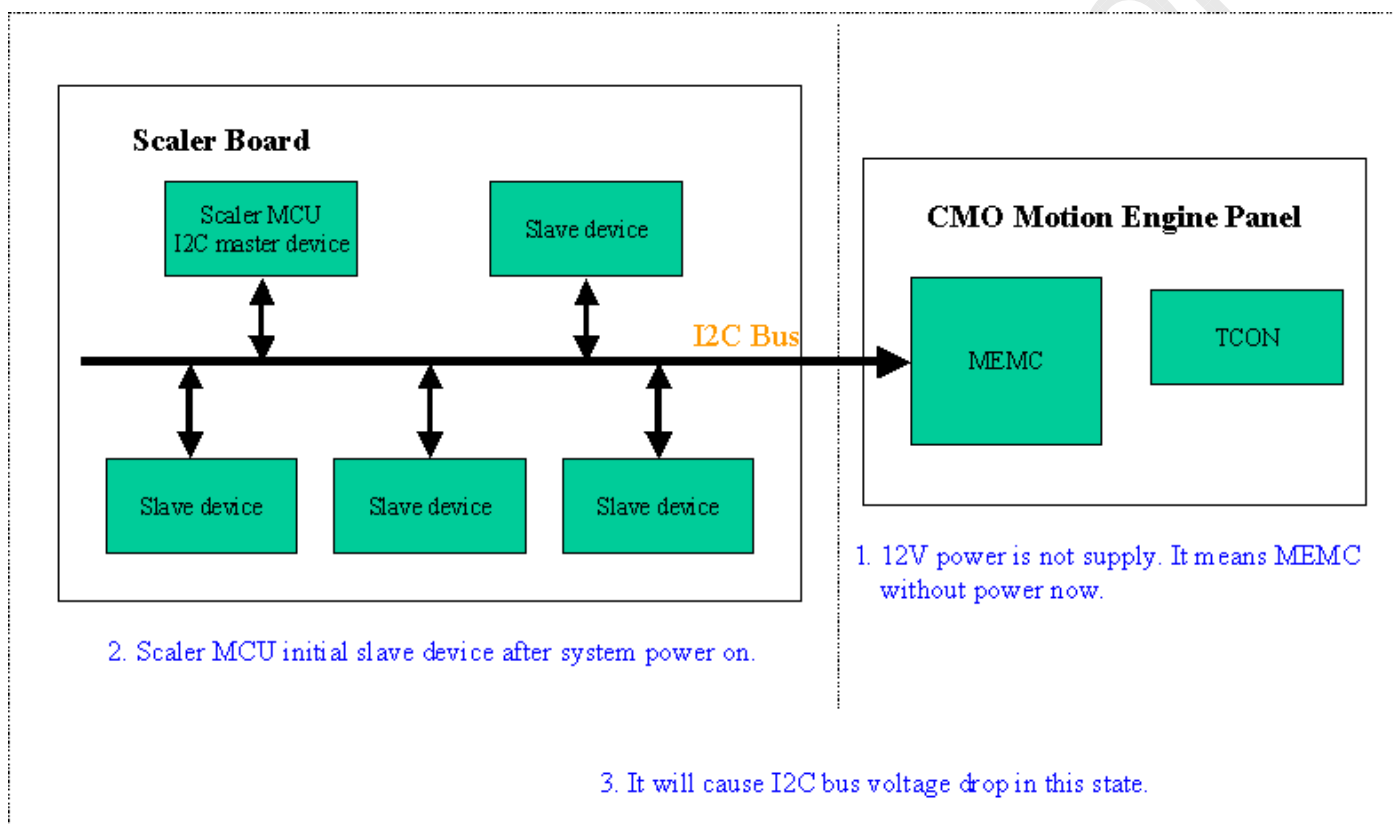 Scaler Board
Scaler MCU
I2C master device
Slave device
I2C Bus
Slave device
Slave device
Slave device
CMO Motion Engine Panel
MEMC
TCON
1. 12V power is not supply. It means MEMC
without power now.
2. Scaler MCU initial slave device after system power on.
3. It will cause I2C bus voltage drop in this state.